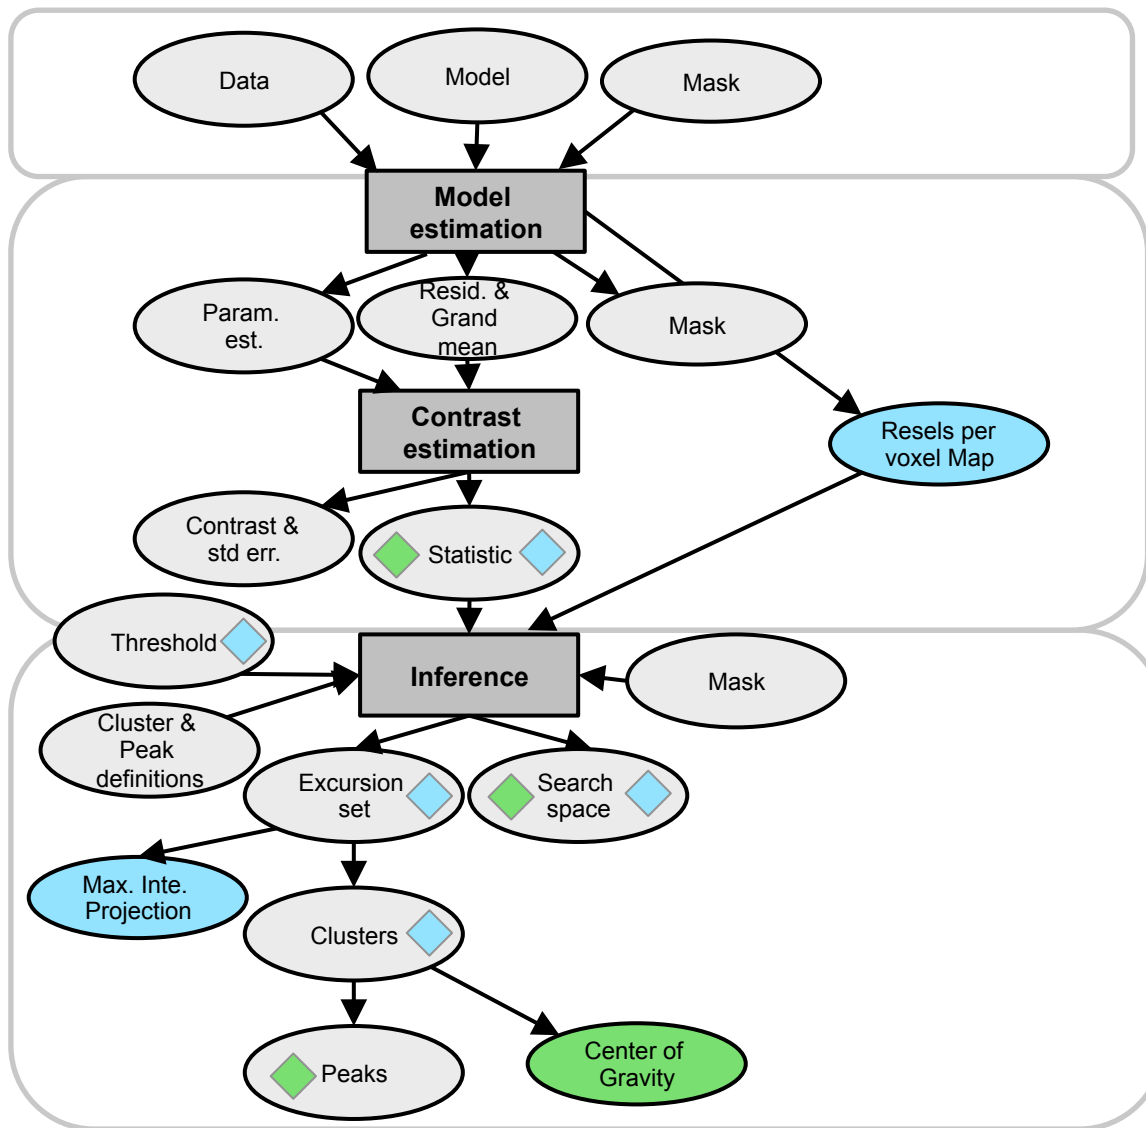 Data
Model
Mask
Model
estimation
Param.
est.
Resid. &
Grand
mean
Mask
Contrast
estimation
Resels per
voxel Map
Contrast &
std err.
Statistic
Threshold
Inference
Mask
Cluster &
Peak
definitions
Excursion
set
Search
space
Max. Inte.
Projection
Clusters
Peaks
Center of
Gravity